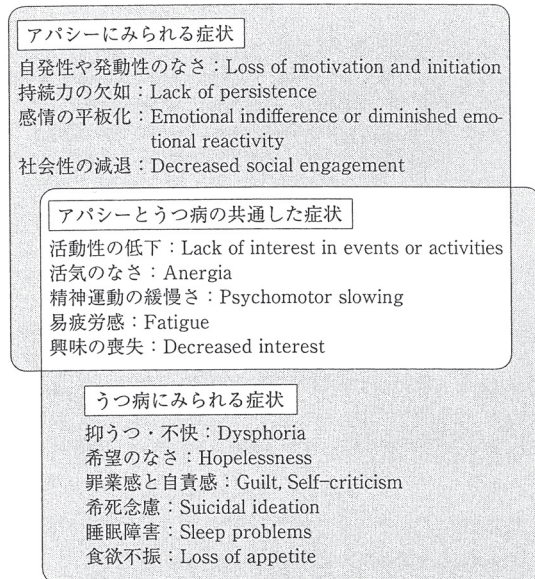 アパシーにみられる症状
自発性や発動性のなさ：Loss of motivation and initiation
持続力の欠如：Lack of persistence
感情の平板化：Emotional indifference or diminished emo-
tional reactivity
社会性の減退：Decreased social engagement
アパシーとうつ病の共通した症状
活動性の低下：Lack of interest in events or activities
活気のなさ：Anergia
精神運動の緩慢さ：Psychomotor slowing
易疲労感：Fatigue
興味の喪失：Decreased interest
うつ病にみられる症状
抑うつ・不快：Dysphoria
希望のなさ：Hopelessness
罪業感と自責感：Guilt, Self-criticism
希死念慮：Suicidal ideation
睡眠障害：Sleep problems
食欲不振：Loss of appetite